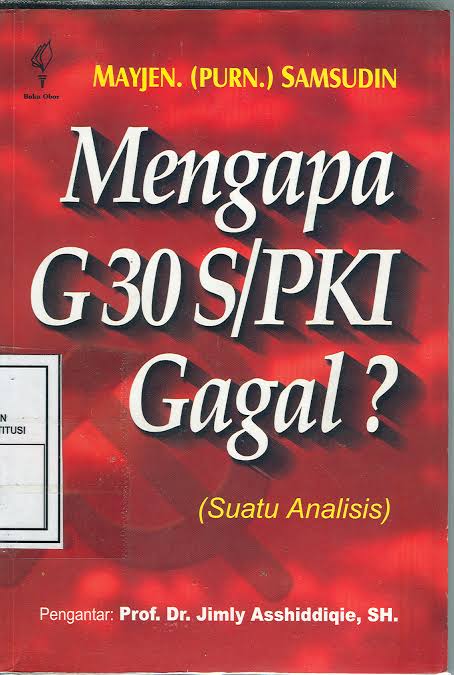 Buku Obor
MAYJEN. (PURN.) SAMSUDIN
Mengapa
G 30 S/PKI
Gagal ?
N
TITUSI
(Suatu Analisis)
Pengantar: Prof. Dr. Jimly Asshiddiqie, SH.